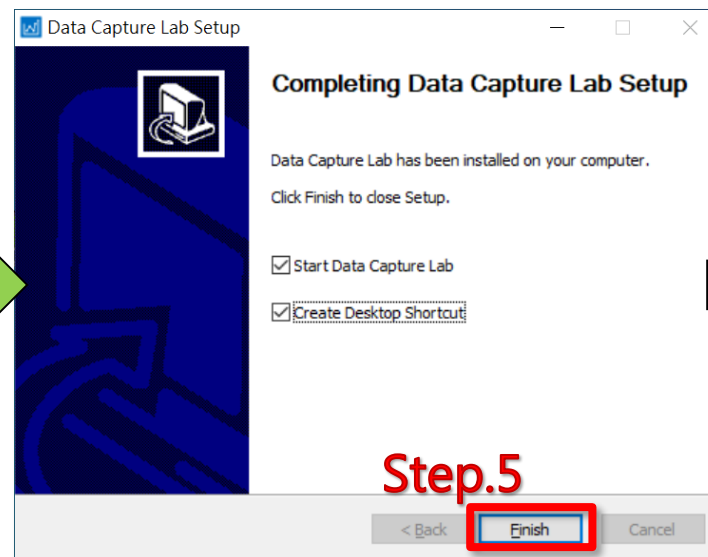 Data Capture Lab Setup
Completing Data Capture Lab Setup
Data Capture Lab has been installed on your computer.
Click Finish to close Setup.
Start Data Capture Lab
Create Desktop Shortcut
Step.5
< Back Finish Cancel